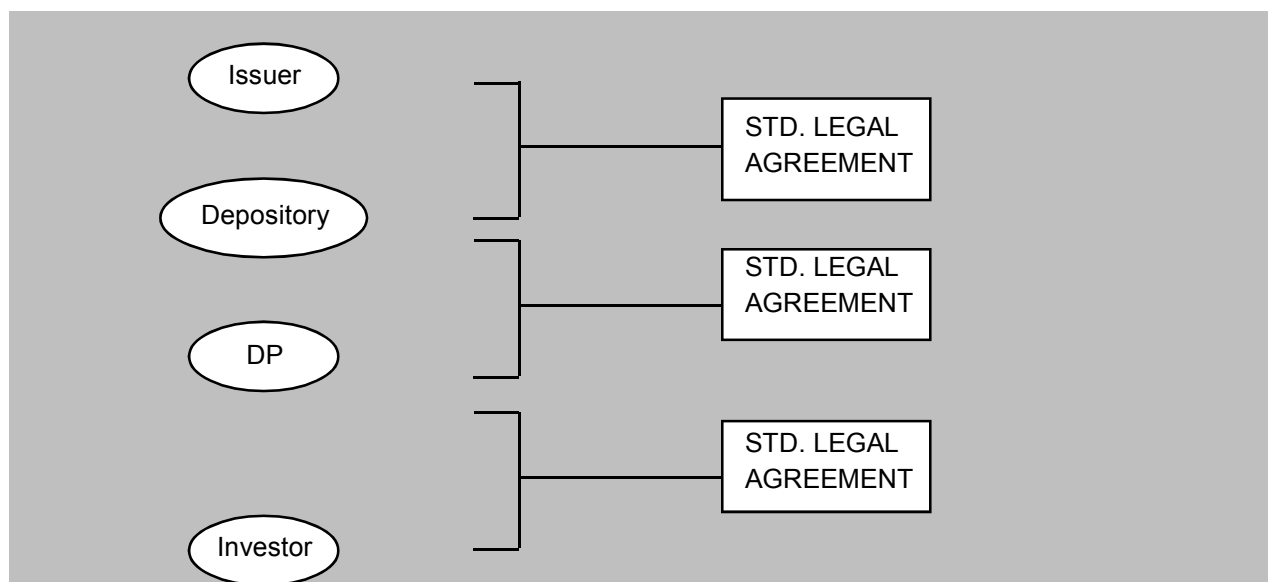 Issuer
STD. LEGAL
AGREEMENT
Depository
STD. LEGAL
AGREEMENT
DP
STD. LEGAL
AGREEMENT
Investor